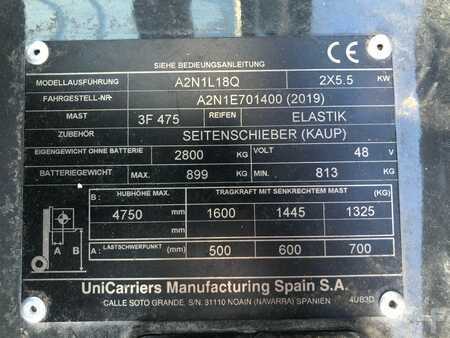 SIEHE BEDIEUNGSANLEITUNG CE
MODELLAUSFÜHRUNG A2N1L18Q 2X5.5 KW
FAHRGESTELL-NR. A2N1E701400 (2019)
MAST 3F 475 REIFEN ELASTIK
ZUBEHÖR SEITENSCHIEBER (KAUP)
EIGENGEWICHT OHNE BATTERIE 2800 KG VOLT 48 V
BATTERIEGEWICHT MAX. 899 KG MIN. 813 KG
B: HUBHÖHE MAX. TRAGKRAFT MIT SENKRECHTEM MAST (KG)
4750 mm 1600 1445 1325
A: LASTSCHWERPUNKT (mm) 500 600 700
A B
UniCarriers Manufacturing Spain S.A.
CALLE SOTO GRANDE, S/N. 31110 NOAIN (NAVARRA) SPANIEN 4UB3D